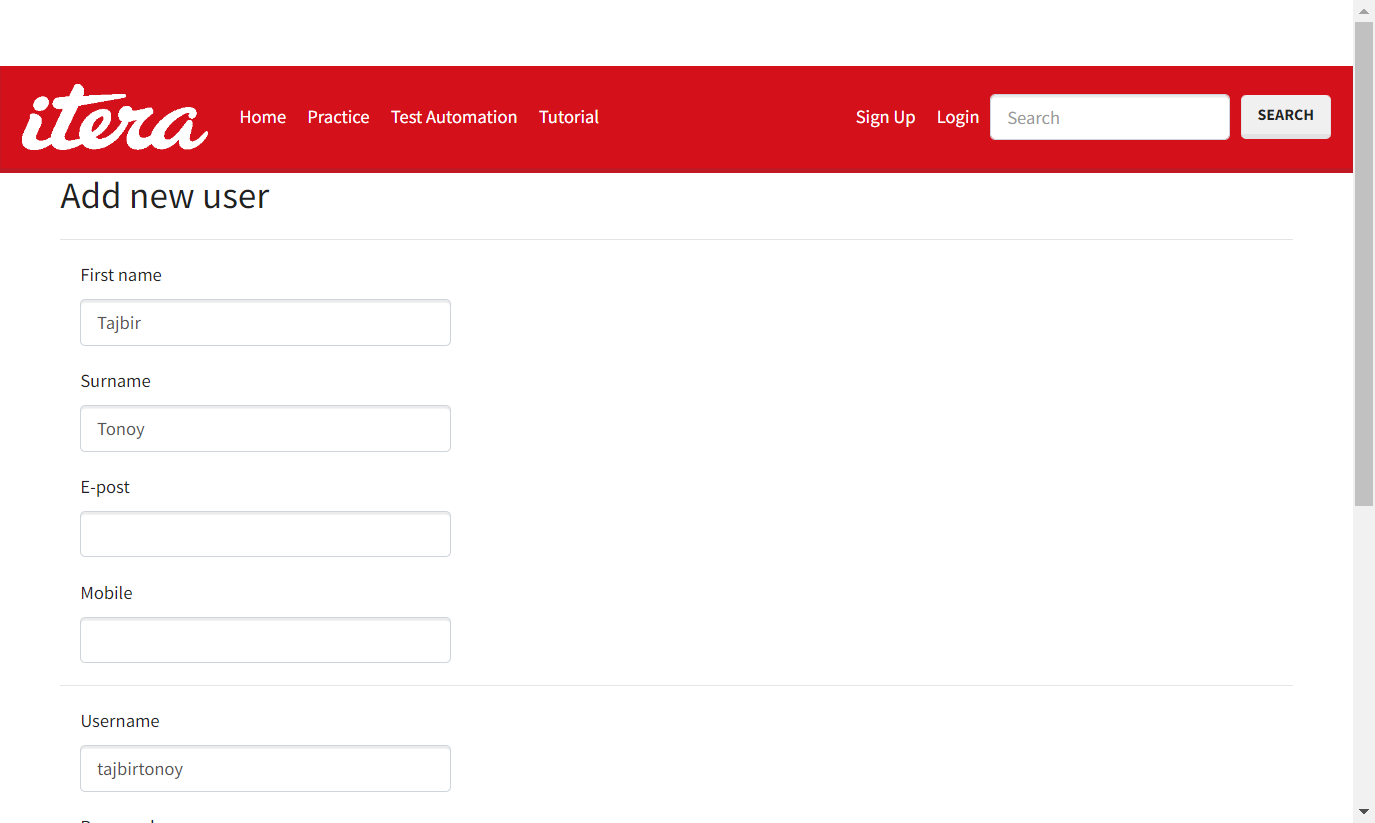 itera Home Practice Test Automation Tutorial Sign Up Login Search SEARCH
Add new user
First name
Tajbir
Surname
Tonoy
E-post
Mobile
Username
tajbirtonoy